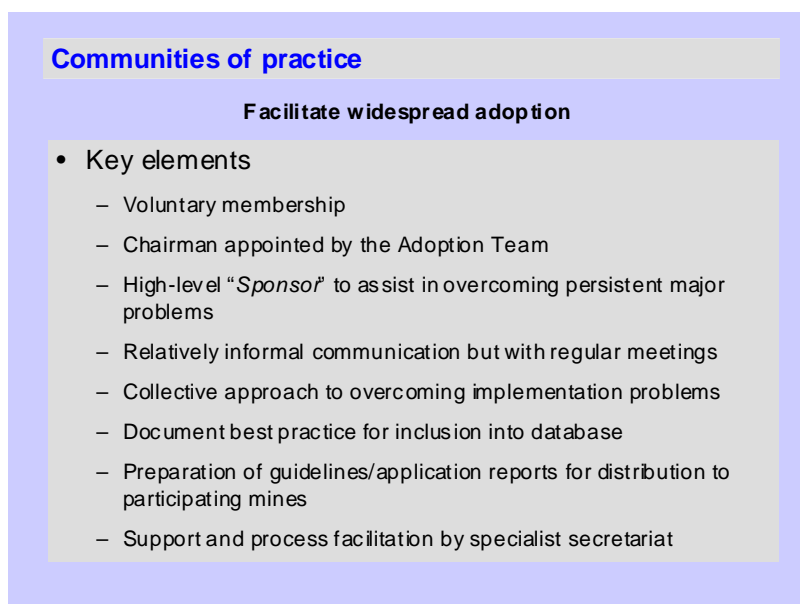 Communities of practice
Facilitate widespread adoption
• Key elements
– Voluntary membership
– Chairman appointed by the Adoption Team
– High-level “Sponsor” to assist in overcoming persistent major
problems
– Relatively informal communication but with regular meetings
– Collective approach to overcoming implementation problems
– Document best practice for inclusion into database
– Preparation of guidelines/application reports for distribution to
participating mines
– Support and process facilitation by specialist secretariat